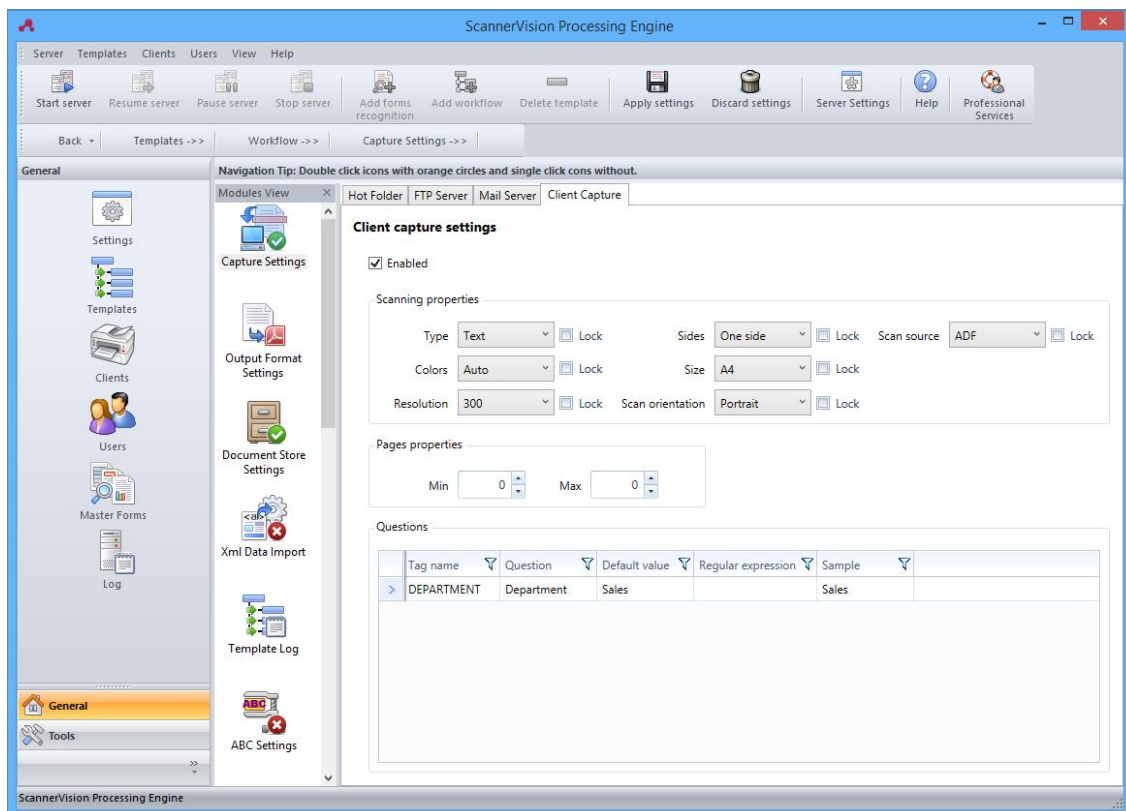 ScannerVision Processing Engine
Server Templates Clients Users View Help
Start server Resume server Pause server Stop server Add forms recognition Add workflow Delete template Apply settings Discard settings Server Settings Help Professional Services
Back Templates ->> Workflow ->> Capture Settings ->>
General
Navigation Tip: Double click icons with orange circles and single click cons without.
Settings
Templates
Clients
Users
Master Forms
Log
General
Tools
Modules View
Capture Settings
Output Format
Settings
Document Store
Settings
<ab>
Xml Data Import
Template Log
ABC
ABC Settings
Hot Folder FTP Server Mail Server Client Capture
Client capture settings
Enabled
Scanning properties
Type Text Lock Sides One side Lock Scan source ADF Lock
Colors Auto Lock Size A4 Lock
Resolution 300 Lock Scan orientation Portrait Lock
Pages properties
Min 0 Max 0
Questions
Tag name Question Default value Regular expression Sample
DEPARTMENT Department Sales Sales
ScannerVision Processing Engine